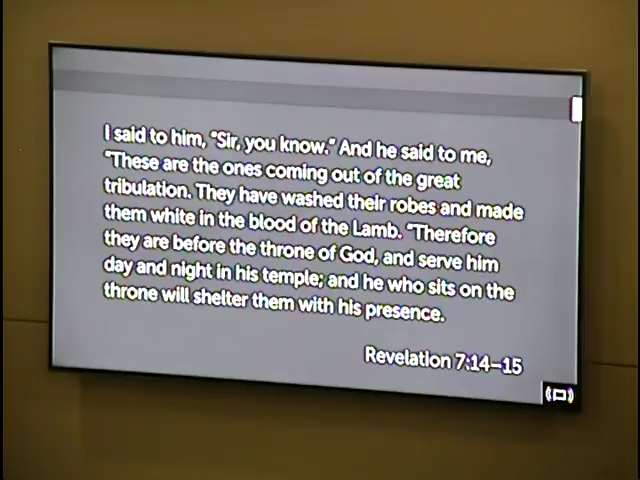 I said to him, “Sir, you know.” And he said to me,
“These are the ones coming out of the great
tribulation. They have washed their robes and made
them white in the blood of the Lamb. “Therefore
they are before the throne of God, and serve him
day and night in his temple; and he who sits on the
throne will shelter them with his presence.
Revelation 7:14–15